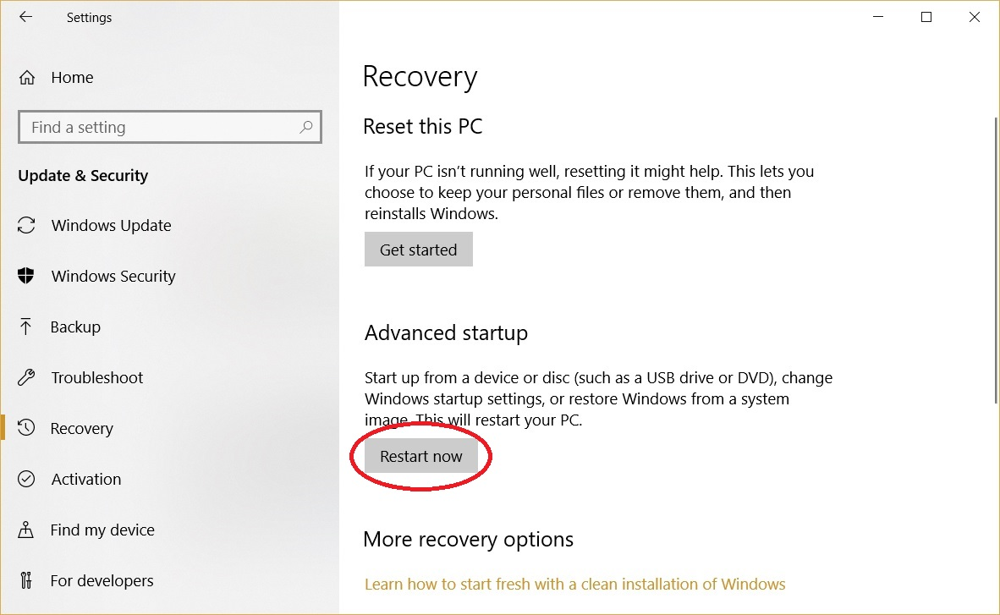 Settings
Home
Find a setting
Update & Security
Windows Update
Windows Security
Backup
Troubleshoot
Recovery
Activation
Find my device
For developers
Recovery
Reset this PC
If your PC isn't running well, resetting it might help. This lets you
choose to keep your personal files or remove them, and then
reinstalls Windows.
Get started
Advanced startup
Start up from a device or disc (such as a USB drive or DVD), change
Windows startup settings, or restore Windows from a system
image. This will restart your PC.
Restart now
More recovery options
Learn how to start fresh with a clean installation of Windows